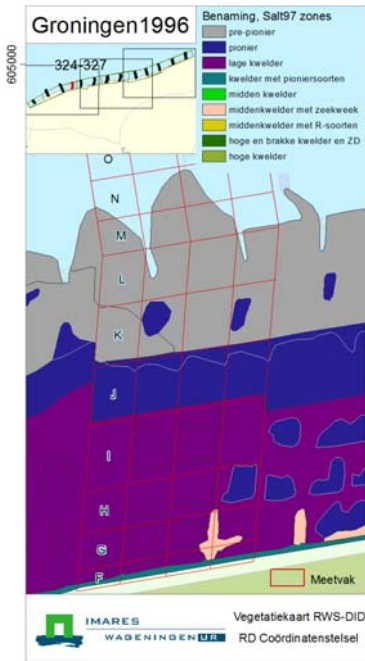 Groningen1996
605000
324-327
Benaming, Salt97 zones
pre-pionier
pionier
lage kwelder
kwelder met pioniersoorten
midden kwelder
middenkwelder met zeekweek
middenkwelder met R-soorten
hoge en brakke kwelder en ZD
hoge kwelder
O
N
M
L
K
J
I
H
G
F
Meetvak
IMARES
WAGENINGEN UR
Vegetatiekaart RWS-DID
RD Coördinatenstelsel